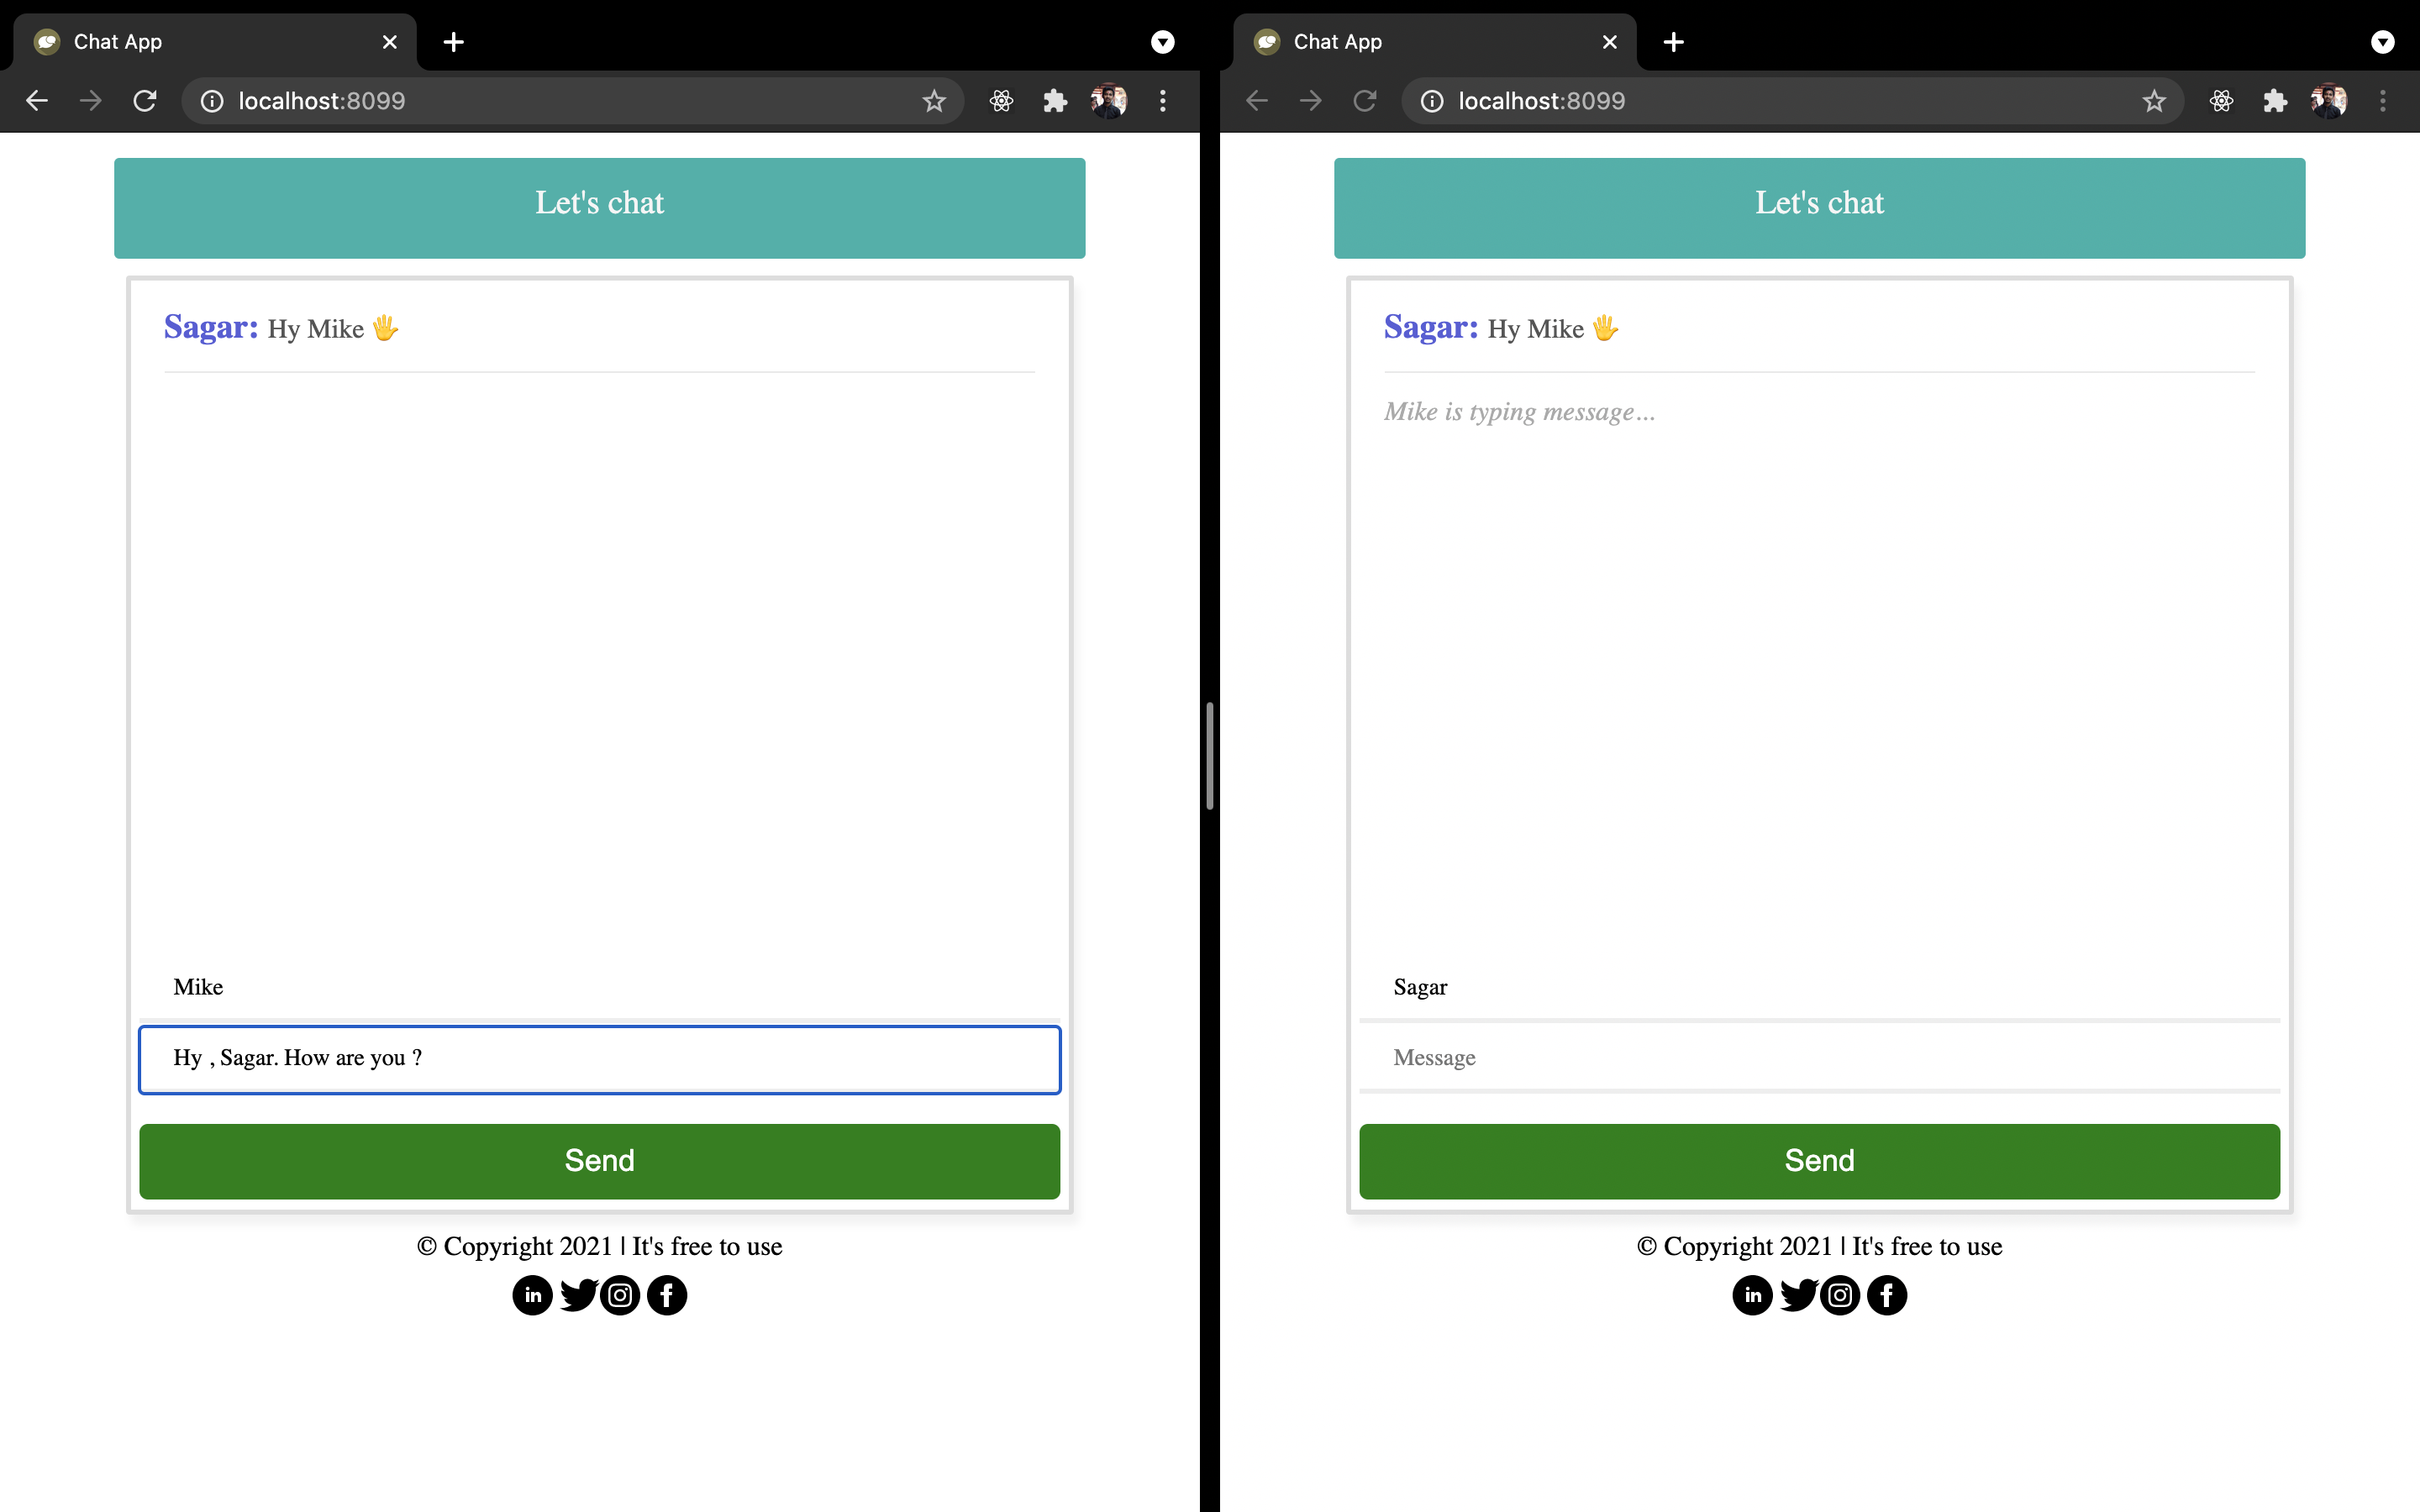 Chat App
localhost:8099
Let's chat
Sagar: Hy Mike 🖐
Mike
Hy , Sagar. How are you ?
Send
© Copyright 2021 | It's free to use
in
f
Chat App
localhost:8099
Let's chat
Sagar: Hy Mike 🖐
Mike is typing message...
Sagar
Message
Send
© Copyright 2021 | It's free to use
in
f